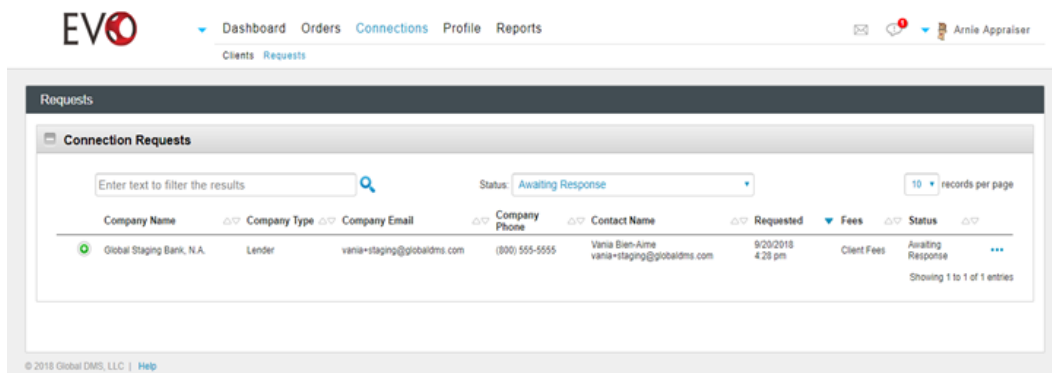 EVO
Dashboard Orders Connections Profile Reports
1
Arnie Appraiser
Clients Requests
Requests
Connection Requests
Enter text to filter the results
Status: Awaiting Response
10 records per page
Company Name Company Type Company Email Company Phone Contact Name Requested Fees Status
Global Staging Bank, N.A. Lender vania+staging@globaldms.com (800) 555-5555 Vania Bien-Aime 9/20/2018 Client Fees Awaiting
vania+staging@globaldms.com 4:28 pm Response
Showing 1 to 1 of 1 entries
© 2018 Global DMS, LLC | Help